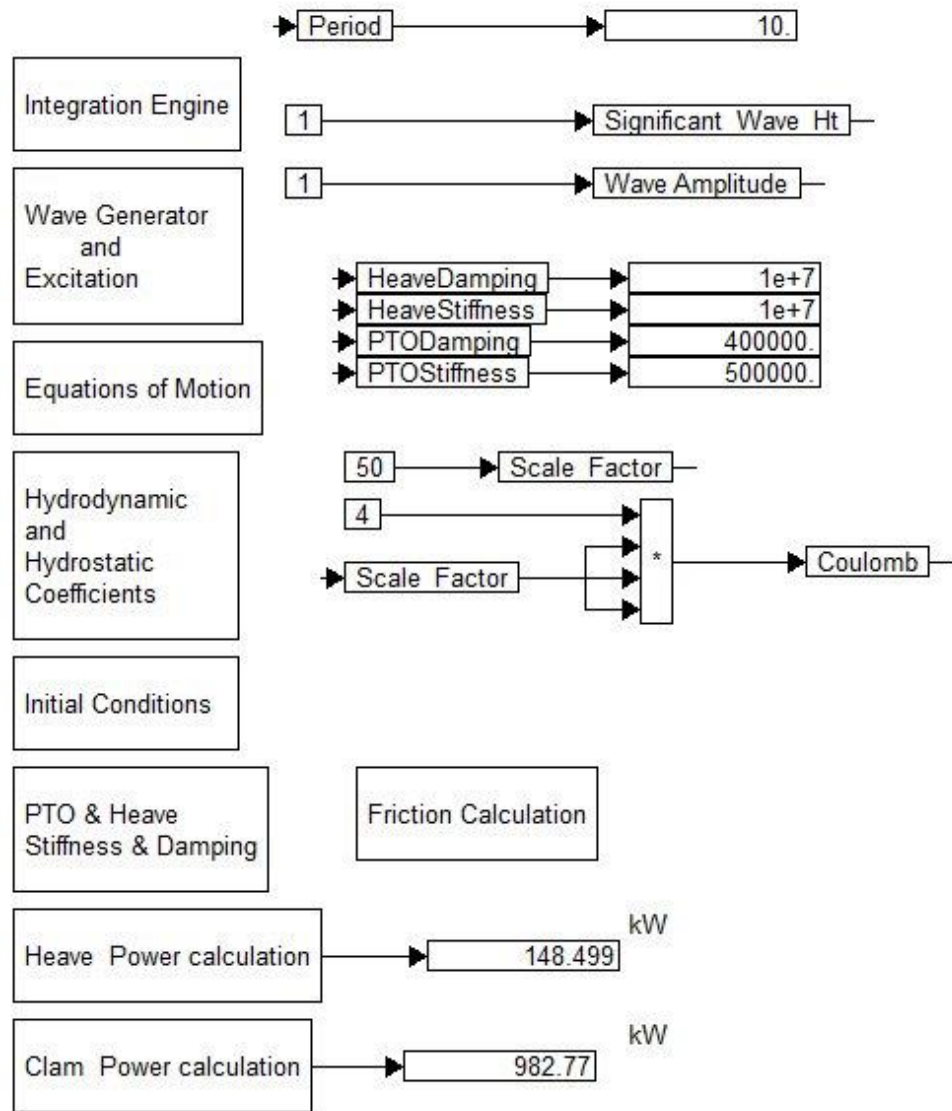 Period 10.
Integration Engine
1 Significant Wave Ht
1 Wave Amplitude
Wave Generator
and
Excitation
HeaveDamping 1e+7
HeaveStiffness 1e+7
PTODamping 400000.
PTOStiffness 500000.
Equations of Motion
50 Scale Factor
4
Hydrodynamic
and
Hydrostatic
Coefficients
Scale Factor * Coulomb
Initial Conditions
PTO & Heave
Stiffness & Damping
Friction Calculation
kW
Heave Power calculation 148.499
kW
Clam Power calculation 982.77